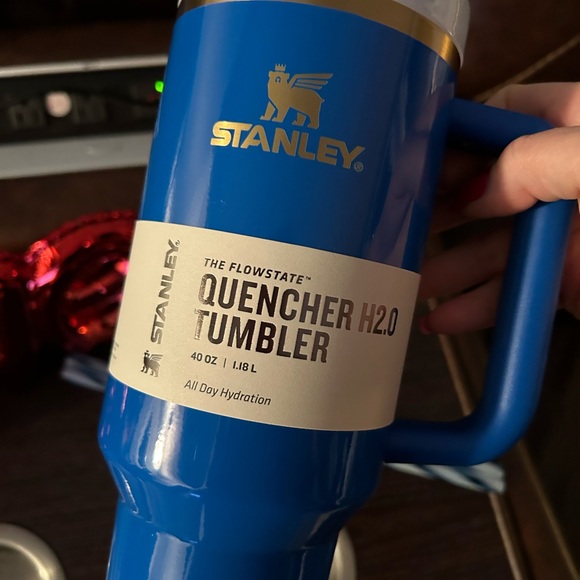 STANLEY®
STANLEY
THE FLOWSTATE™
QUENCHER H2.0
TUMBLER
40 OZ | 1.18 L
All Day Hydration